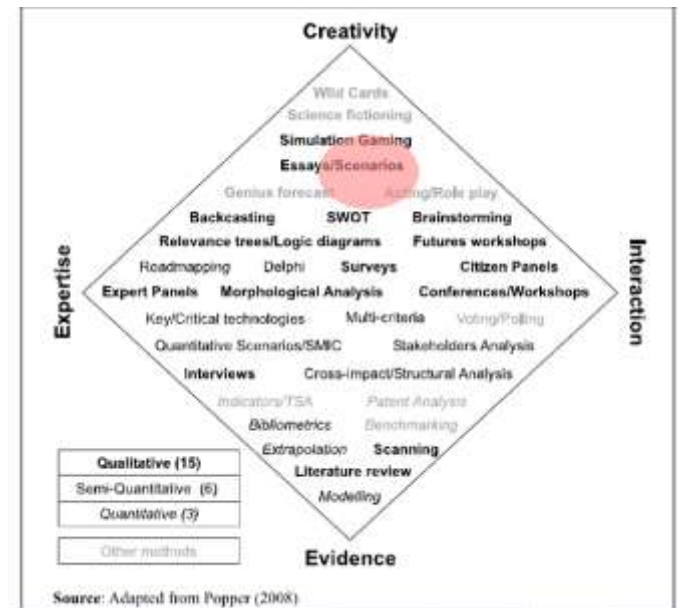 Creativity
Wild Cards
Science fictioning
Simulation Gaming
Essays/Scenarios
Genius forecast Acting/Role play
Backcasting SWOT Brainstorming
Relevance trees/Logic diagrams Futures workshops
Roadmapping Delphi Surveys Citizen Panels
Expert Panels Morphological Analysis Conferences/Workshops
Key/Critical technologies Multi-criteria Voting/Polling
Quantitative Scenarios/SMIC Stakeholders Analysis
Interviews Cross-impact/Structural Analysis
Indicators/TSA Patent Analysis
Bibliometrics Benchmarking
Extrapolation Scanning
Literature review
Modelling
Expertise
Interaction
Evidence
Qualitative (15)
Semi-Quantitative (6)
Quantitative (3)
Other methods
Source: Adapted from Popper (2008)